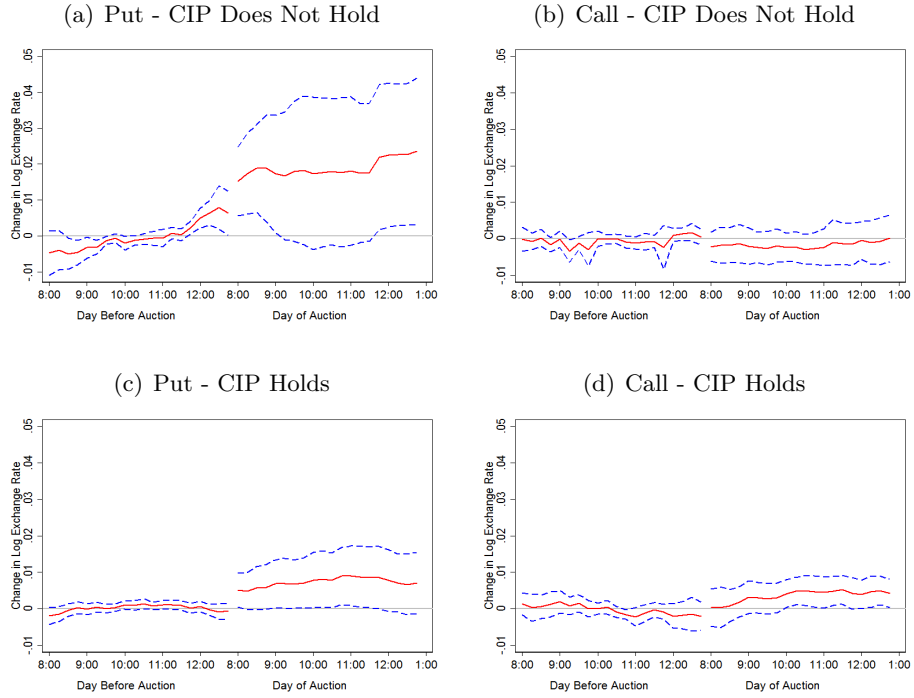 (a) Put - CIP Does Not Hold
Change in Log Exchange Rate
-.01 0 .01 .02 .03 .04 .05
8:00 9:00 10:00 11:00 12:00 8:00 9:00 10:00 11:00 12:00 1:00
Day Before Auction Day of Auction
(b) Call - CIP Does Not Hold
Change in Log Exchange Rate
-.01 0 .01 .02 .03 .04 .05
8:00 9:00 10:00 11:00 12:00 8:00 9:00 10:00 11:00 12:00 1:00
Day Before Auction Day of Auction
(c) Put - CIP Holds
Change in Log Exchange Rate
-.01 0 .01 .02 .03 .04 .05
8:00 9:00 10:00 11:00 12:00 8:00 9:00 10:00 11:00 12:00 1:00
Day Before Auction Day of Auction
(d) Call - CIP Holds
Change in Log Exchange Rate
-.01 0 .01 .02 .03 .04 .05
8:00 9:00 10:00 11:00 12:00 8:00 9:00 10:00 11:00 12:00 1:00
Day Before Auction Day of Auction